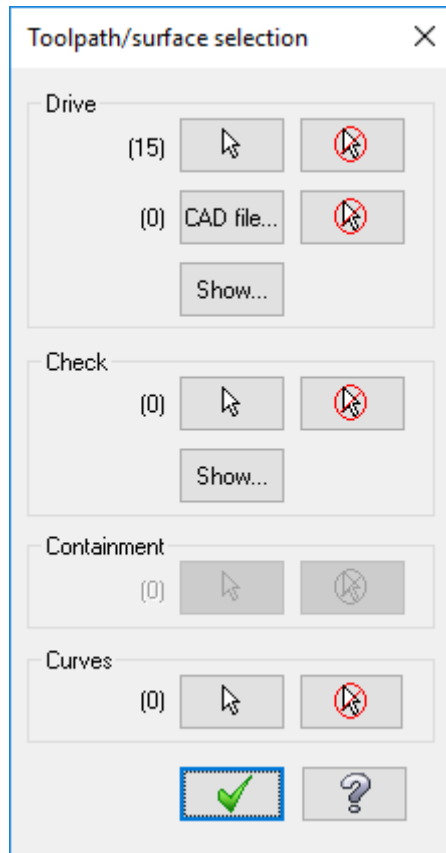 Toolpath/surface selection
Drive
(15)
(0) CAD file...
Show...
Check
(0)
Show...
Containment
(0)
Curves
(0)